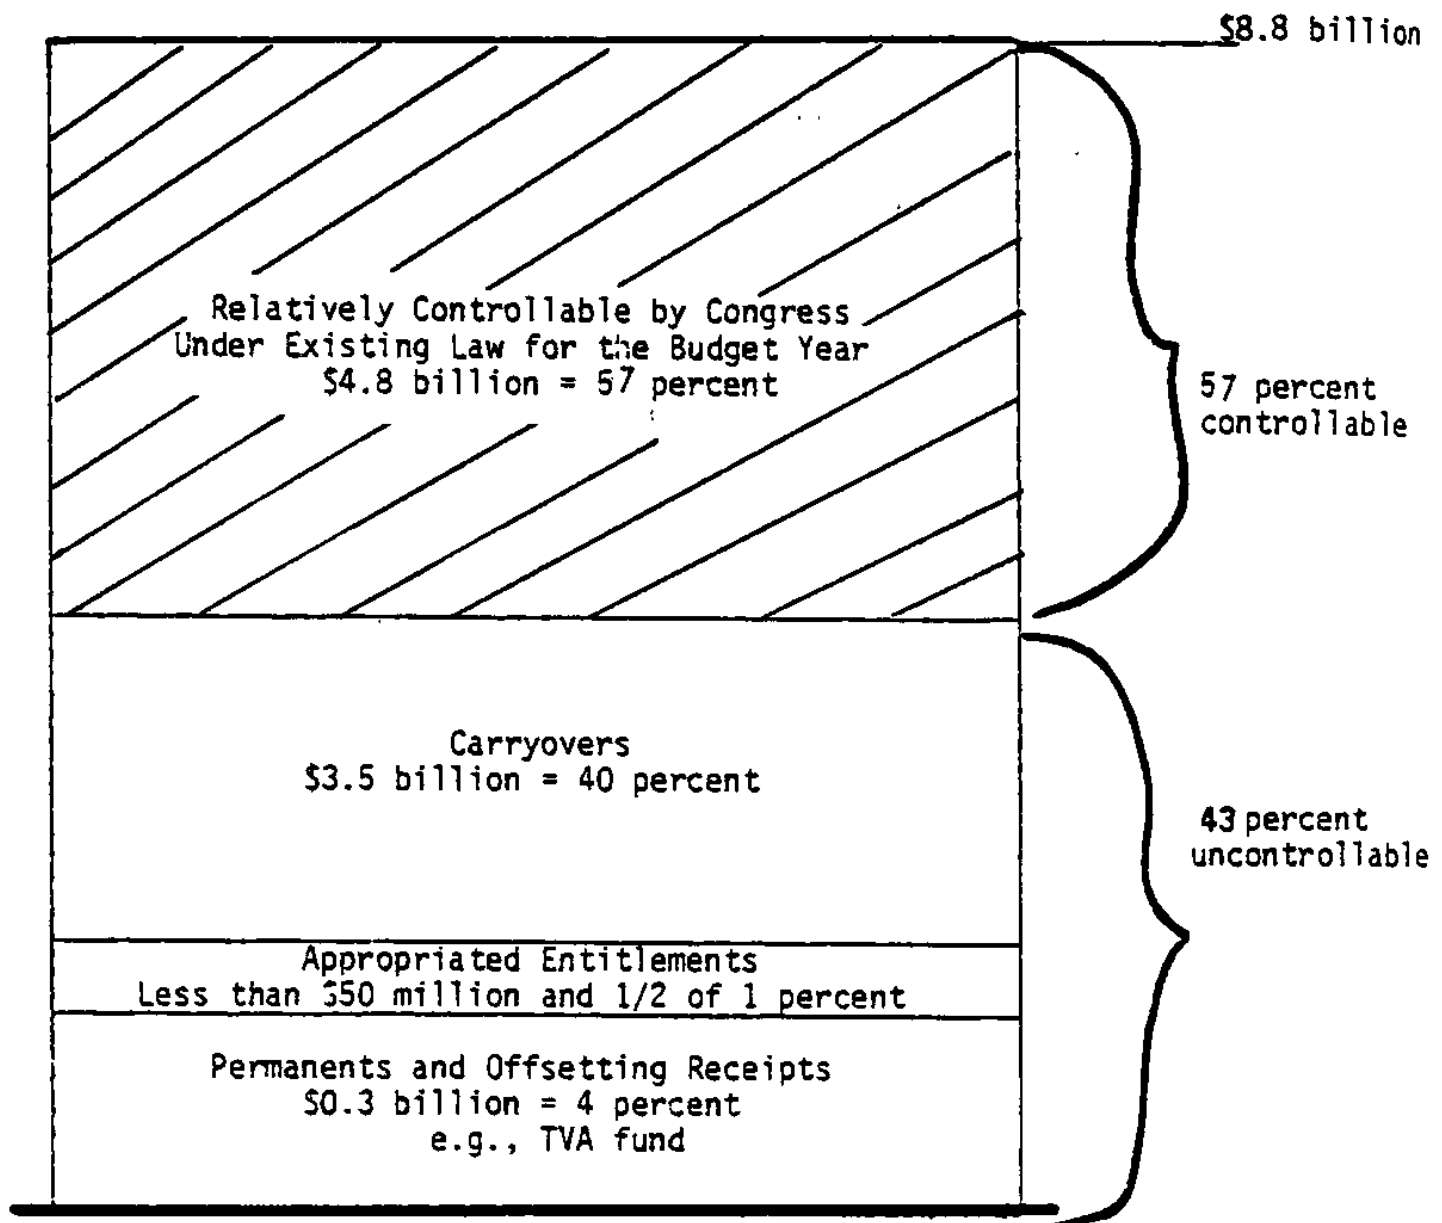 $8.8 billion
Relatively Controllable by Congress
Under Existing Law for the Budget Year
$4.8 billion = 57 percent
57 percent
controllable
Carryovers
$3.5 billion = 40 percent
43 percent
uncontrollable
Appropriated Entitlements
Less than $50 million and 1/2 of 1 percent
Permanents and Offsetting Receipts
$0.3 billion = 4 percent
e.g., TVA fund